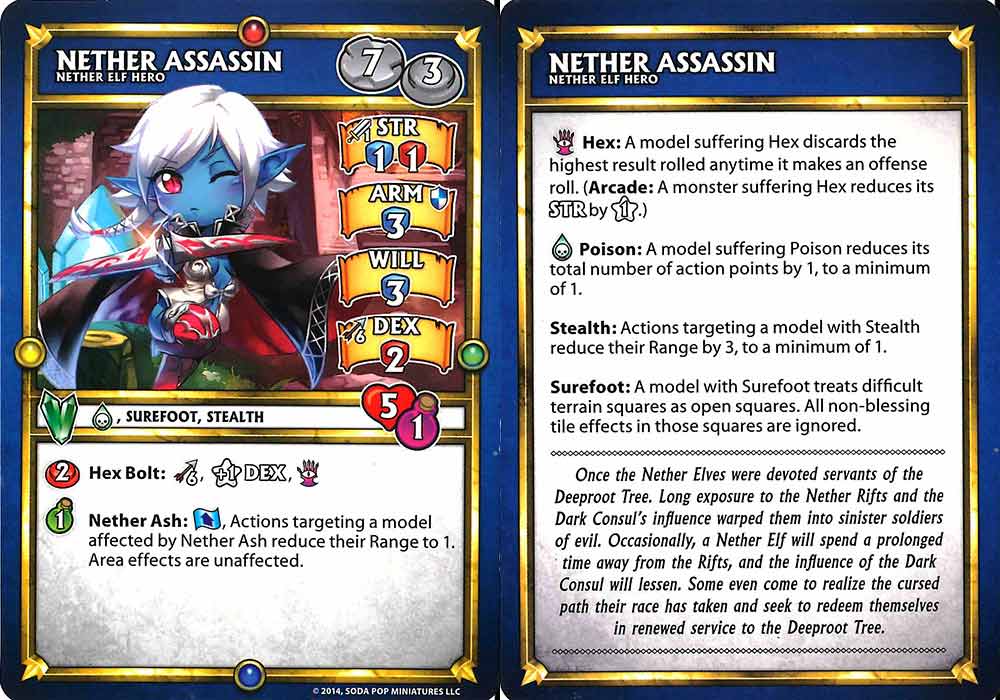 NETHER ASSASSIN
NETHER ELF HERO
7
3
STR
1 1
ARM
3
WILL
3
6 DEX
2
, SUREFOOT, STEALTH
5
1
2 Hex Bolt: 6, +1 DEX,
1 Nether Ash: , Actions targeting a model
affected by Nether Ash reduce their Range to 1.
Area effects are unaffected.
© 2014, SODA POP MINIATURES LLC
NETHER ASSASSIN
NETHER ELF HERO
Hex: A model suffering Hex discards the
highest result rolled anytime it makes an offense
roll. (Arcade: A monster suffering Hex reduces its
STR by 1.)
Poison: A model suffering Poison reduces its
total number of action points by 1, to a minimum
of 1.
Stealth: Actions targeting a model with Stealth
reduce their Range by 3, to a minimum of 1.
Surefoot: A model with Surefoot treats difficult
terrain squares as open squares. All non-blessing
tile effects in those squares are ignored.
Once the Nether Elves were devoted servants of the
Deeproot Tree. Long exposure to the Nether Rifts and the
Dark Consul's influence warped them into sinister soldiers
of evil. Occasionally, a Nether Elf will spend a prolonged
time away from the Rifts, and the influence of the Dark
Consul will lessen. Some even come to realize the cursed
path their race has taken and seek to redeem themselves
in renewed service to the Deeproot Tree.